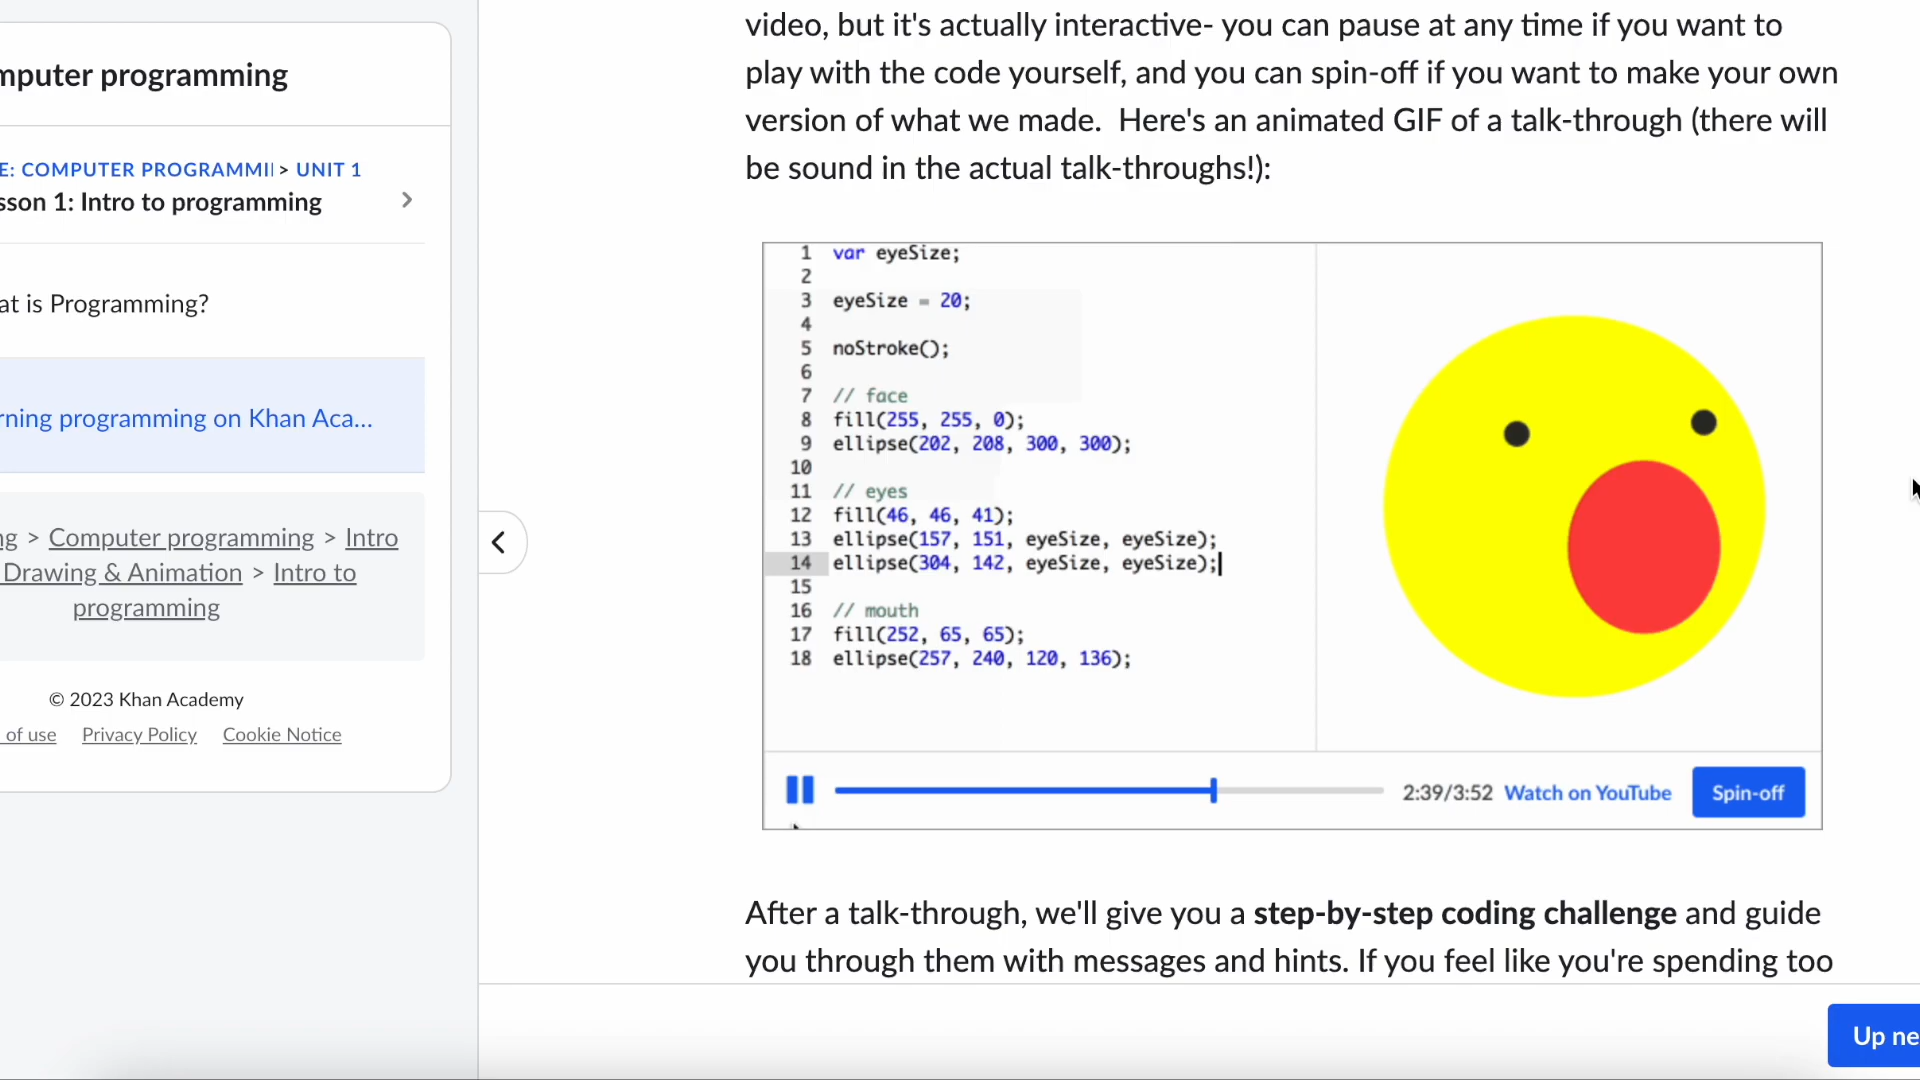 mputer programming
E: COMPUTER PROGRAMMI > UNIT 1
sson 1: Intro to programming
at is Programming?
rning programming on Khan Aca...
ng > Computer programming > Intro
Drawing & Animation > Intro to
programming
© 2023 Khan Academy
of use Privacy Policy Cookie Notice
video, but it's actually interactive- you can pause at any time if you want to
play with the code yourself, and you can spin-off if you want to make your own
version of what we made. Here's an animated GIF of a talk-through (there will
be sound in the actual talk-throughs!):
1 var eyeSize;
2
3 eyeSize = 20;
4
5 noStroke();
6
7 // face
8 fill(255, 255, 0);
9 ellipse(202, 208, 300, 300);
10
11 // eyes
12 fill(46, 46, 41);
13 ellipse(157, 151, eyeSize, eyeSize);
14 ellipse(304, 142, eyeSize, eyeSize);
15
16 // mouth
17 fill(252, 65, 65);
18 ellipse(257, 240, 120, 136);
2:39/3:52 Watch on YouTube Spin-off
After a talk-through, we'll give you a step-by-step coding challenge and guide
you through them with messages and hints. If you feel like you're spending too
Up ne